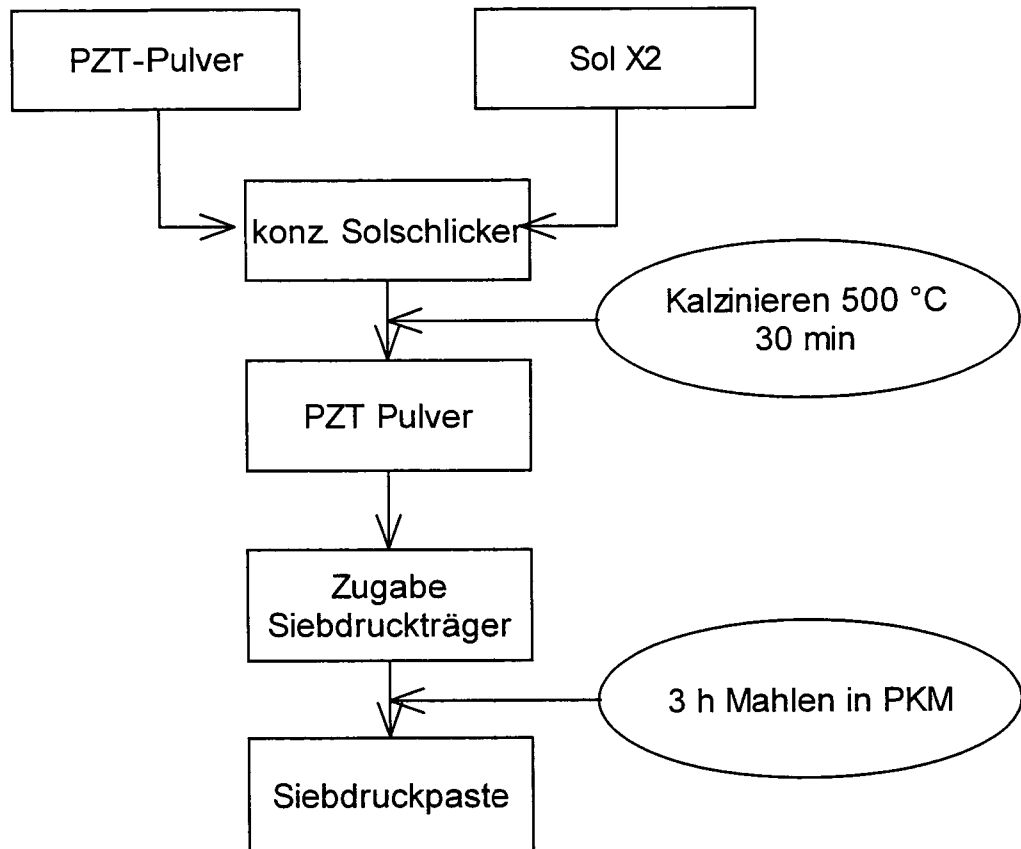 PZT-Pulver
Sol X2
konz. Solschlicker
Kalzinieren 500 °C
30 min
PZT Pulver
Zugabe
Siebdruckträger
3 h Mahlen in PKM
Siebdruckpaste